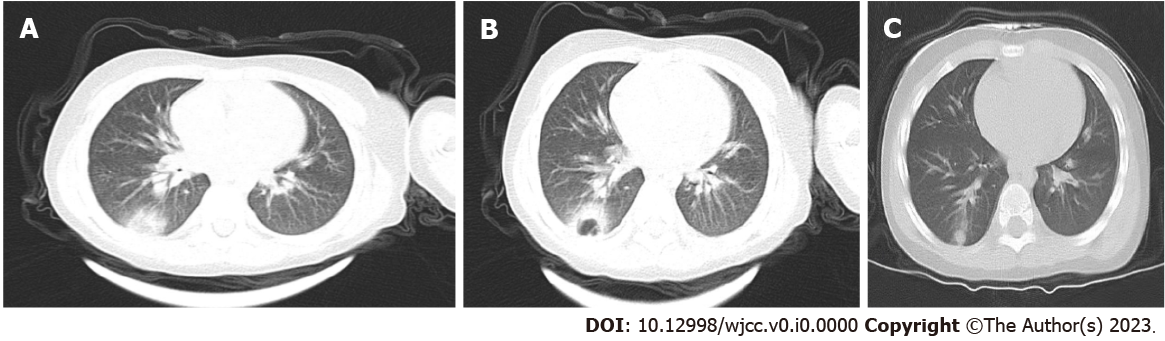 A
B
C
DOI: 10.12998/wjcc.v0.i0.0000 Copyright ©The Author(s) 2023.